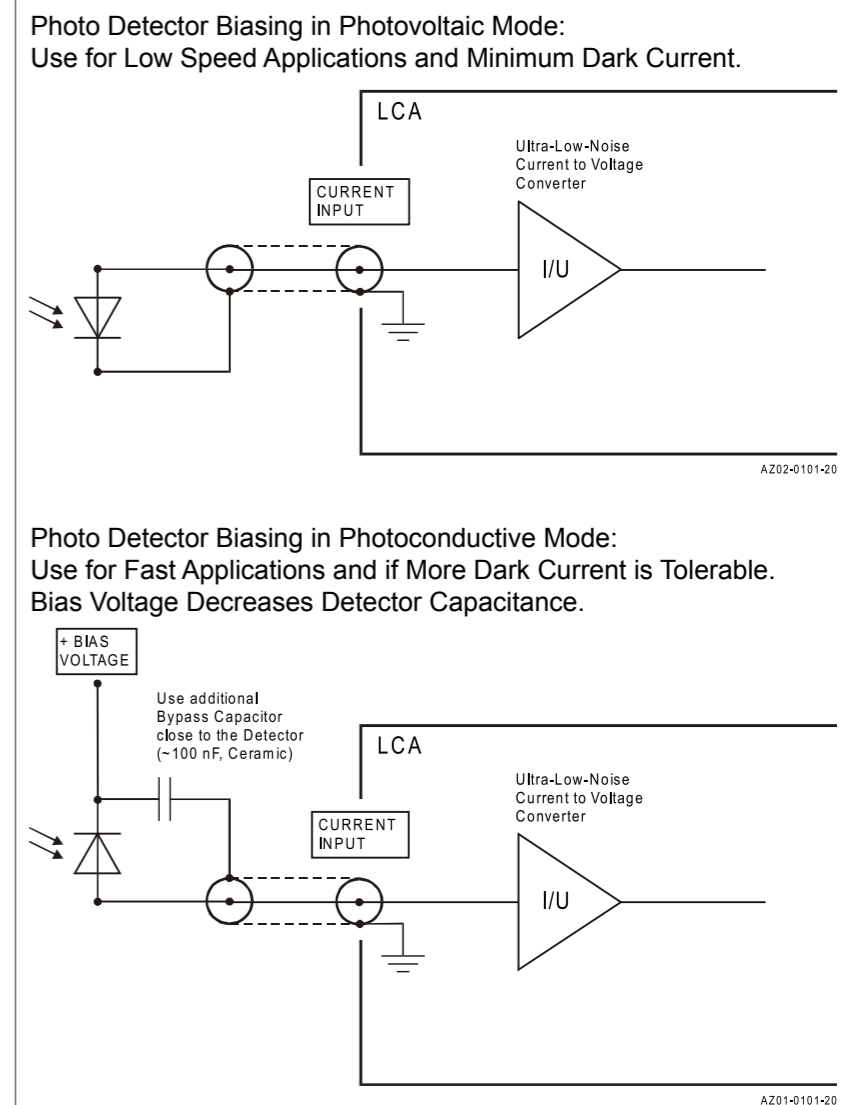 Photo Detector Biasing in Photovoltaic Mode:
Use for Low Speed Applications and Minimum Dark Current.
LCA
Ultra-Low-Noise
Current to Voltage
Converter
CURRENT
INPUT
I/U
AZ02-0101-20
Photo Detector Biasing in Photoconductive Mode:
Use for Fast Applications and if More Dark Current is Tolerable.
Bias Voltage Decreases Detector Capacitance.
+ BIAS
VOLTAGE
Use additional
Bypass Capacitor
close to the Detector
(~100 nF, Ceramic)
LCA
Ultra-Low-Noise
Current to Voltage
Converter
CURRENT
INPUT
I/U
AZ01-0101-20